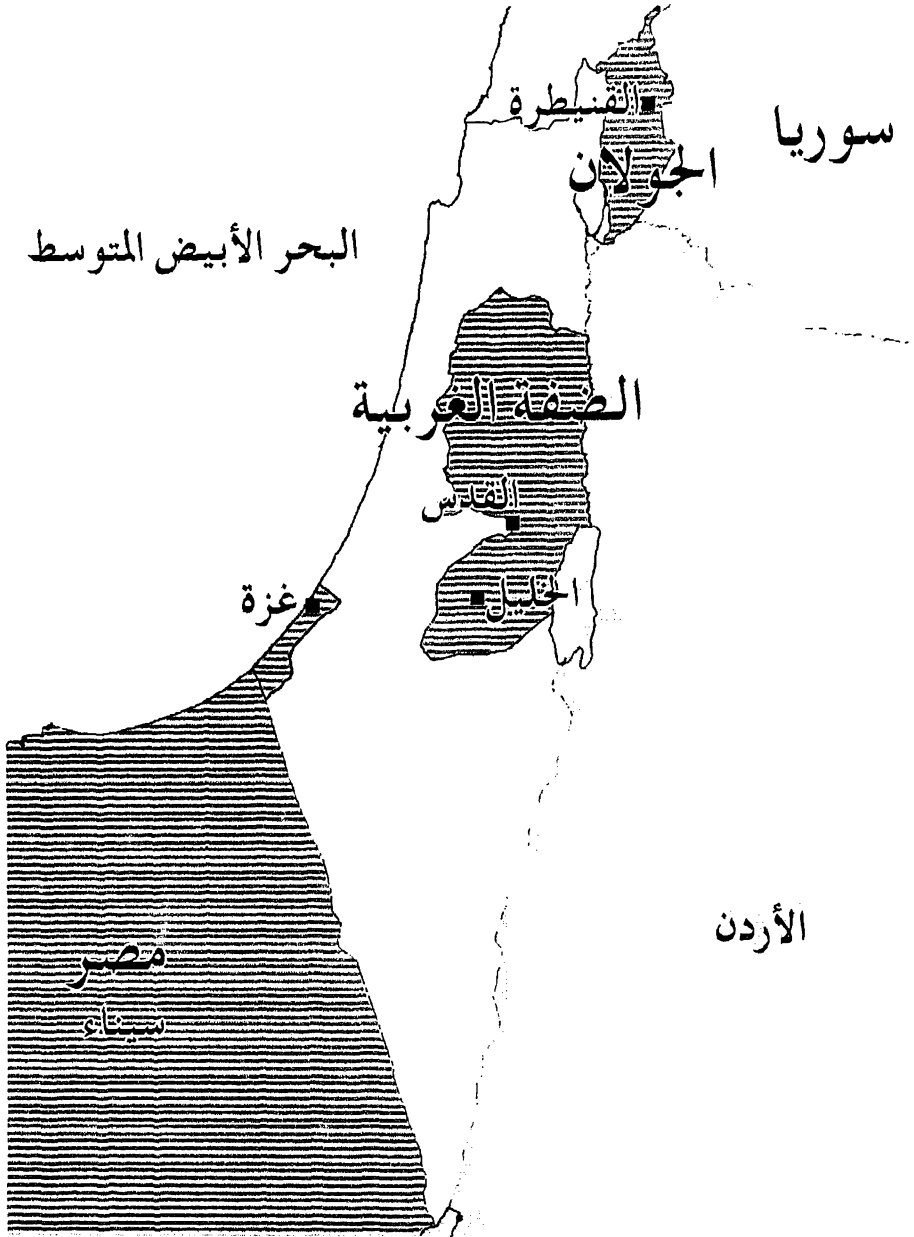 القنيطرة
سوريا
الجولان
البحر الأبيض المتوسط
الضفة الغربية
القدس
الخليل
غزة
الأردن
مصر
سيناء